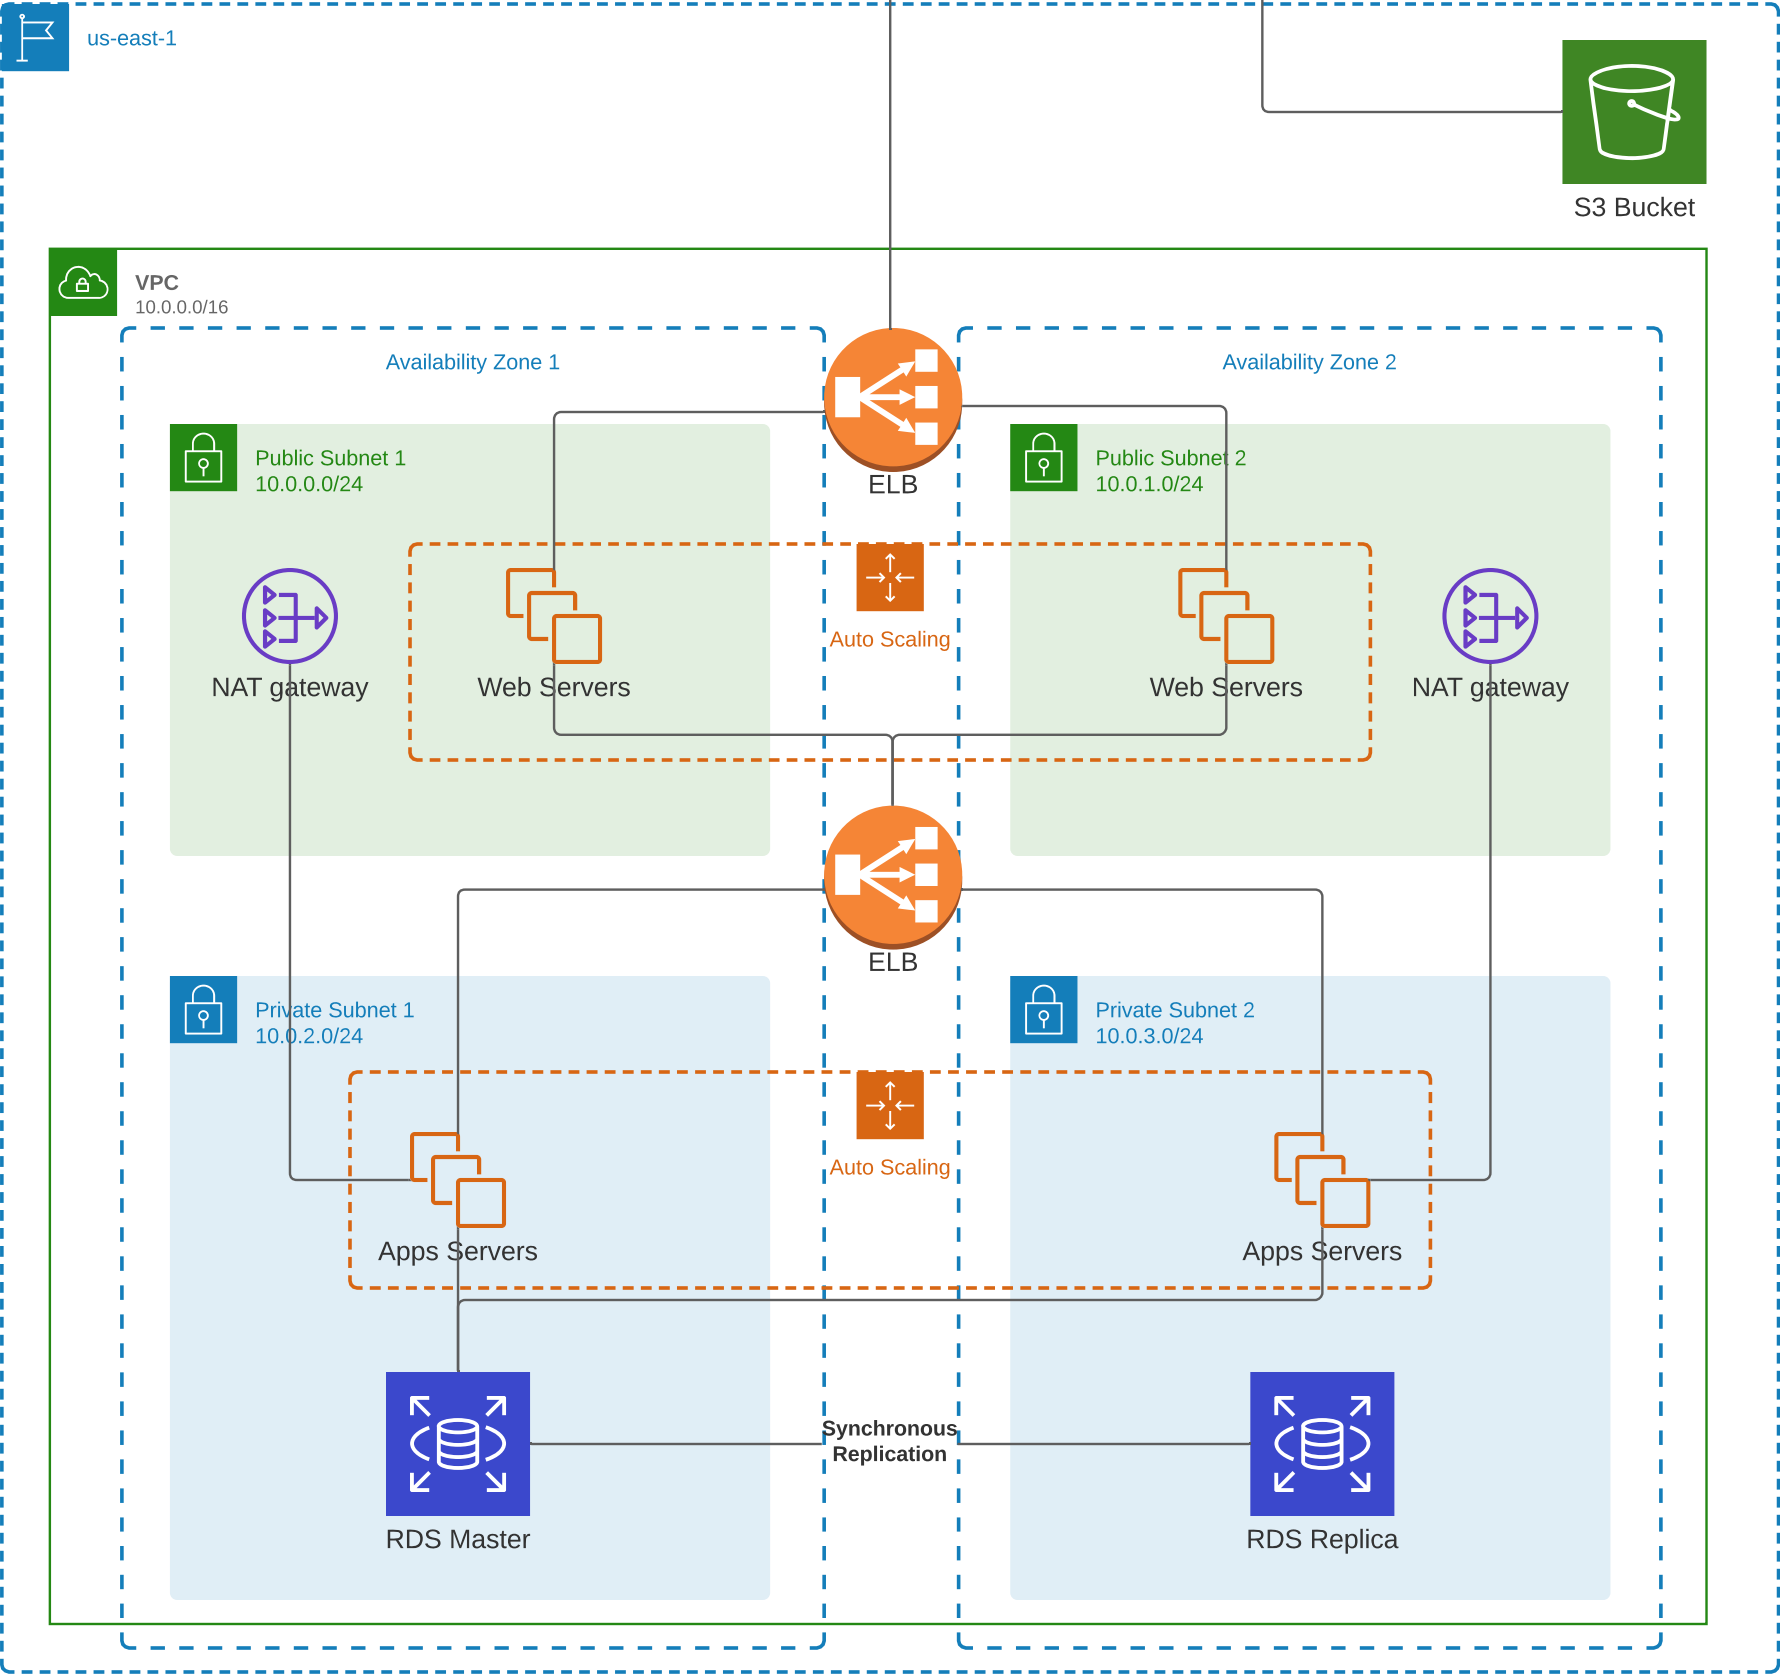 us-east-1
S3 Bucket
VPC
10.0.0.0/16
Availability Zone 1
Availability Zone 2
Public Subnet 1
10.0.0.0/24
ELB
Public Subnet 2
10.0.1.0/24
NAT gateway
Web Servers
Auto Scaling
Web Servers
NAT gateway
ELB
Private Subnet 1
10.0.2.0/24
Private Subnet 2
10.0.3.0/24
Auto Scaling
Apps Servers
Apps Servers
Synchronous
Replication
RDS Master
RDS Replica